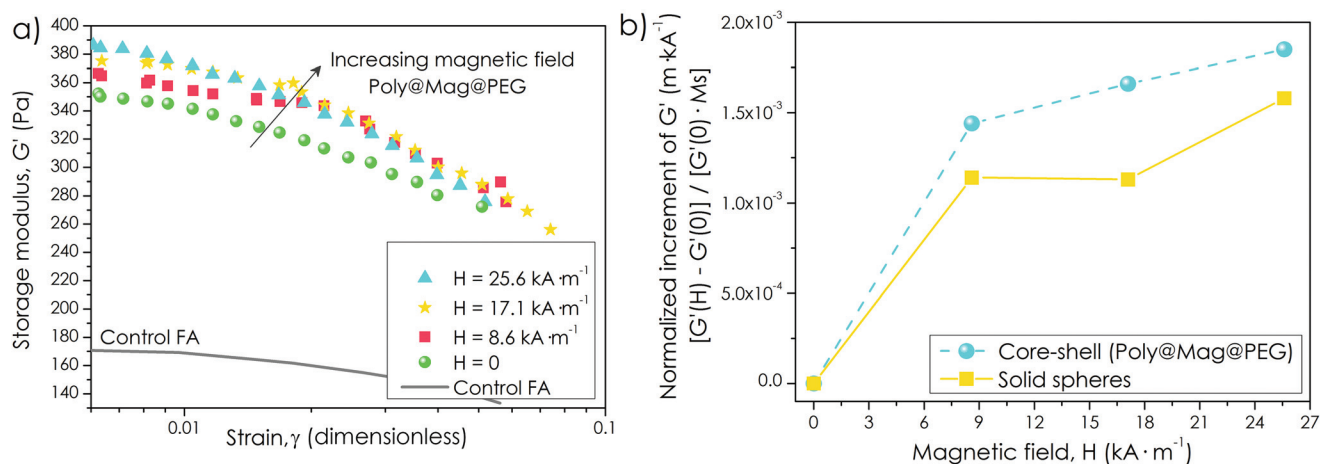 a)
Storage modulus, G' (Pa)
400
380
360
340
320
300
280
260
240
220
200
180
160
140
Increasing magnetic field
Poly@Mag@PEG
H = 25.6 kA·m⁻¹
H = 17.1 kA·m⁻¹
H = 8.6 kA·m⁻¹
H = 0
Control FA
Control FA
0.01
0.1
Strain, γ (dimensionless)
b)
Normalized increment of G' (m·kA⁻¹)
[G'(H) - G'(0)] / [G'(0) · Ms]
2.0x10⁻³
1.5x10⁻³
1.0x10⁻³
5.0x10⁻⁴
0.0
Core-shell (Poly@Mag@PEG)
Solid spheres
0
3
6
9
12
15
18
21
24
27
Magnetic field, H (kA·m⁻¹)